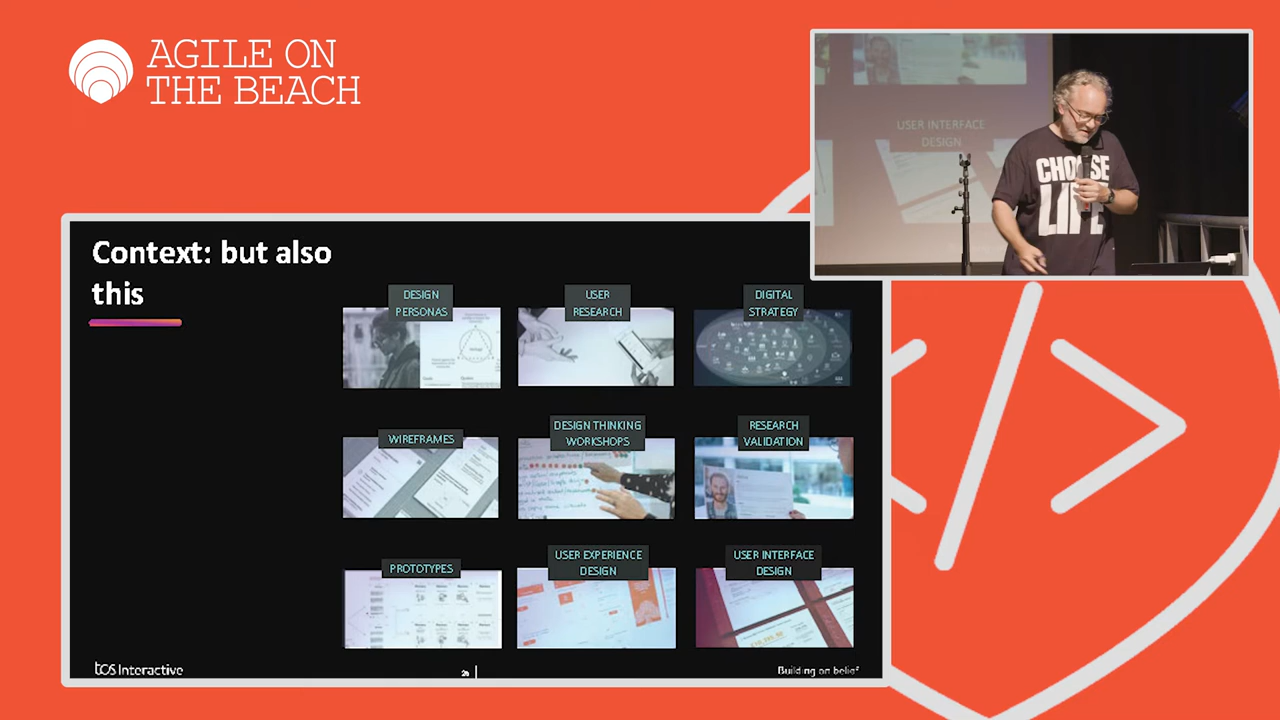 AGILE ON
THE BEACH
USER INTERFACE
DESIGN
CHOOSE
LIFE
Context: but also
this
DESIGN
PERSONAS
USER
RESEARCH
DIGITAL
STRATEGY
WIREFRAMES
DESIGN THINKING
WORKSHOPS
RESEARCH
VALIDATION
PROTOTYPES
USER EXPERIENCE
DESIGN
USER INTERFACE
DESIGN
tcs Interactive
Building on belief